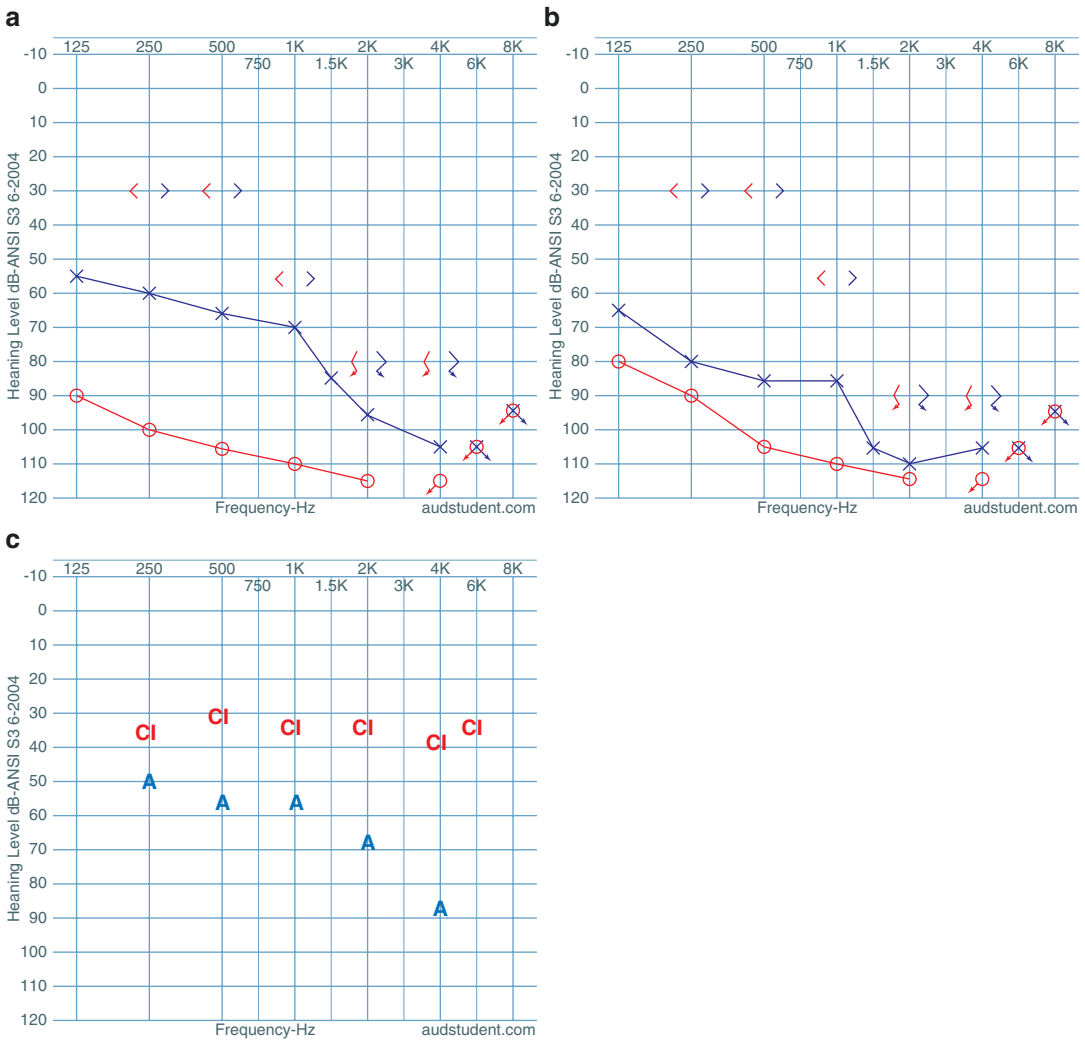 a
125 250 500 1K 2K 4K 8K
750 1.5K 3K 6K
-10
0
10
20
30
40
50
60
70
80
90
100
110
120
Heaning Level dB-ANSI S3 6-2004
Frequency-Hz audstudent.com
b
125 250 500 1K 2K 4K 8K
750 1.5K 3K 6K
-10
0
10
20
30
40
50
60
70
80
90
100
110
120
Heaning Level dB-ANSI S3 6-2004
Frequency-Hz audstudent.com
c
125 250 500 1K 2K 4K 8K
750 1.5K 3K 6K
-10
0
10
20
30
40
50
60
70
80
90
100
110
120
Heaning Level dB-ANSI S3 6-2004
CI CI CI CI CI CI
A A A A A
Frequency-Hz audstudent.com